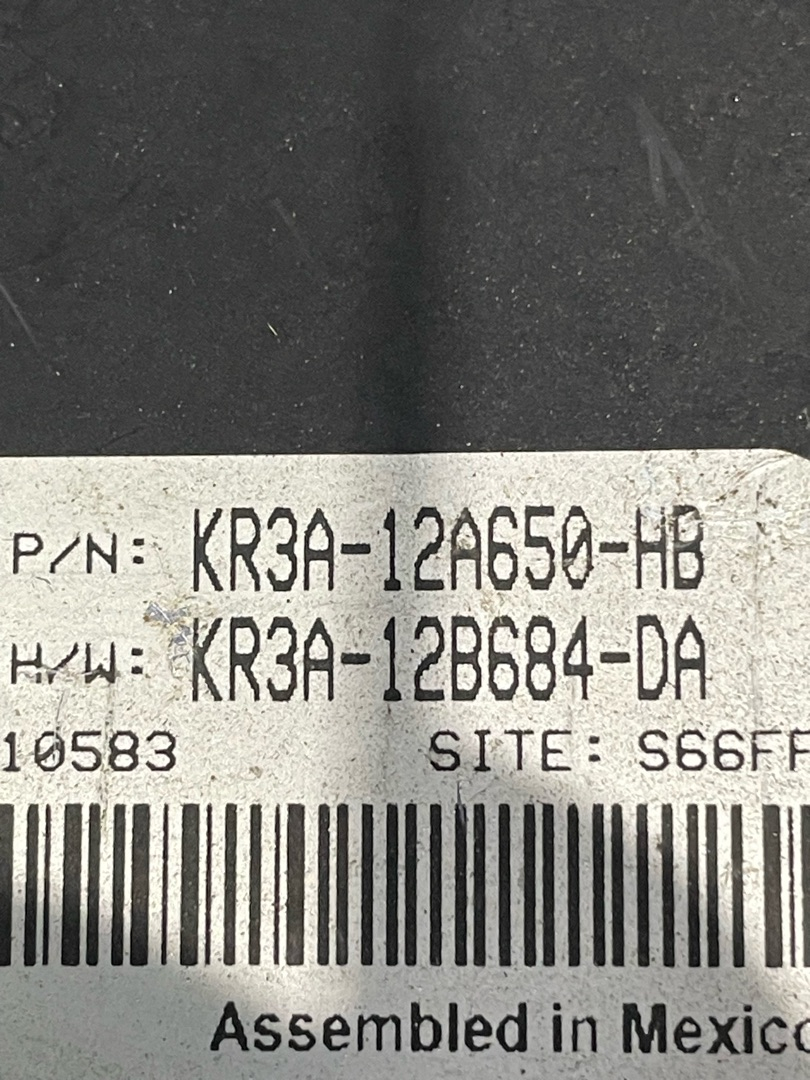 P/N: KR3A-12A650-HB
H/W: KR3A-12B684-DA
10583 SITE: S66FF
Assembled in Mexico